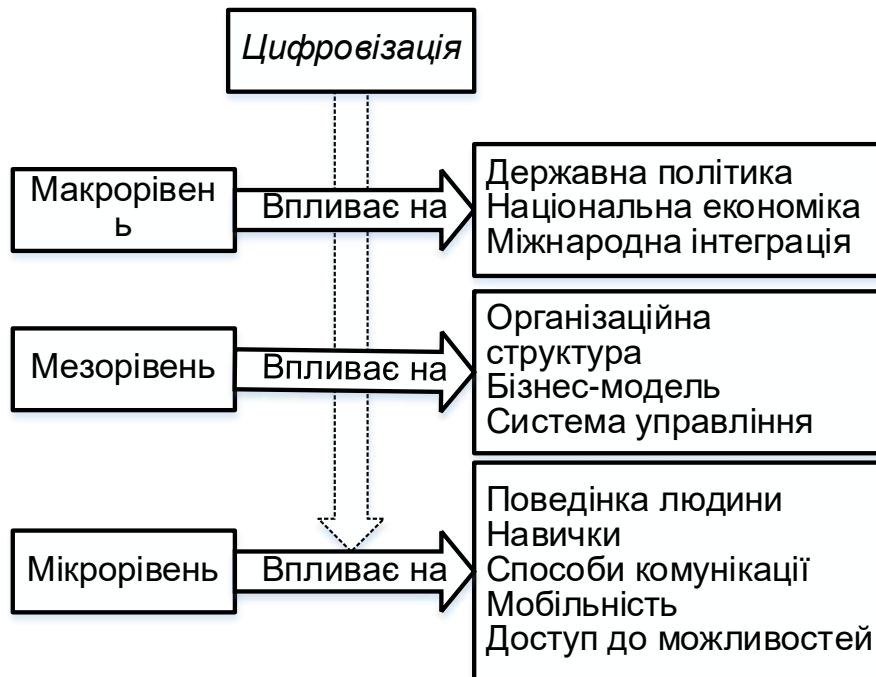 Цифровізація
Макрорівен
ь
Впливає на
Державна політика
Національна економіка
Міжнародна інтеграція
Мезорівень
Впливає на
Організаційна
структура
Бізнес-модель
Система управління
Мікрорівень
Впливає на
Поведінка людини
Навички
Способи комунікації
Мобільність
Доступ до можливостей